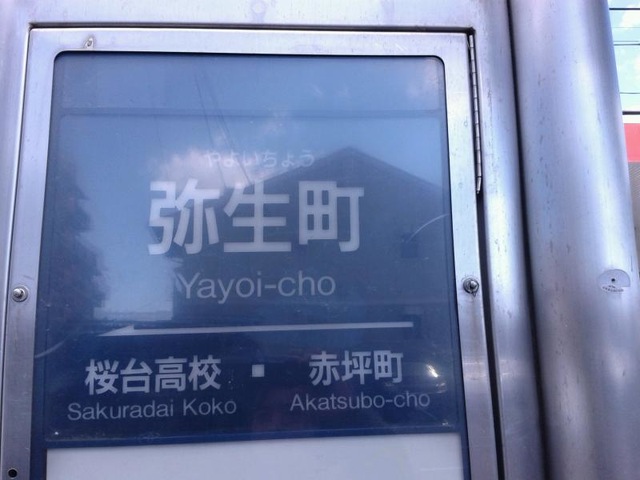 やよいちょう
弥生町
Yayoi-cho
桜台高校 ■ 赤坪町
Sakuradai Koko Akatsubo-cho